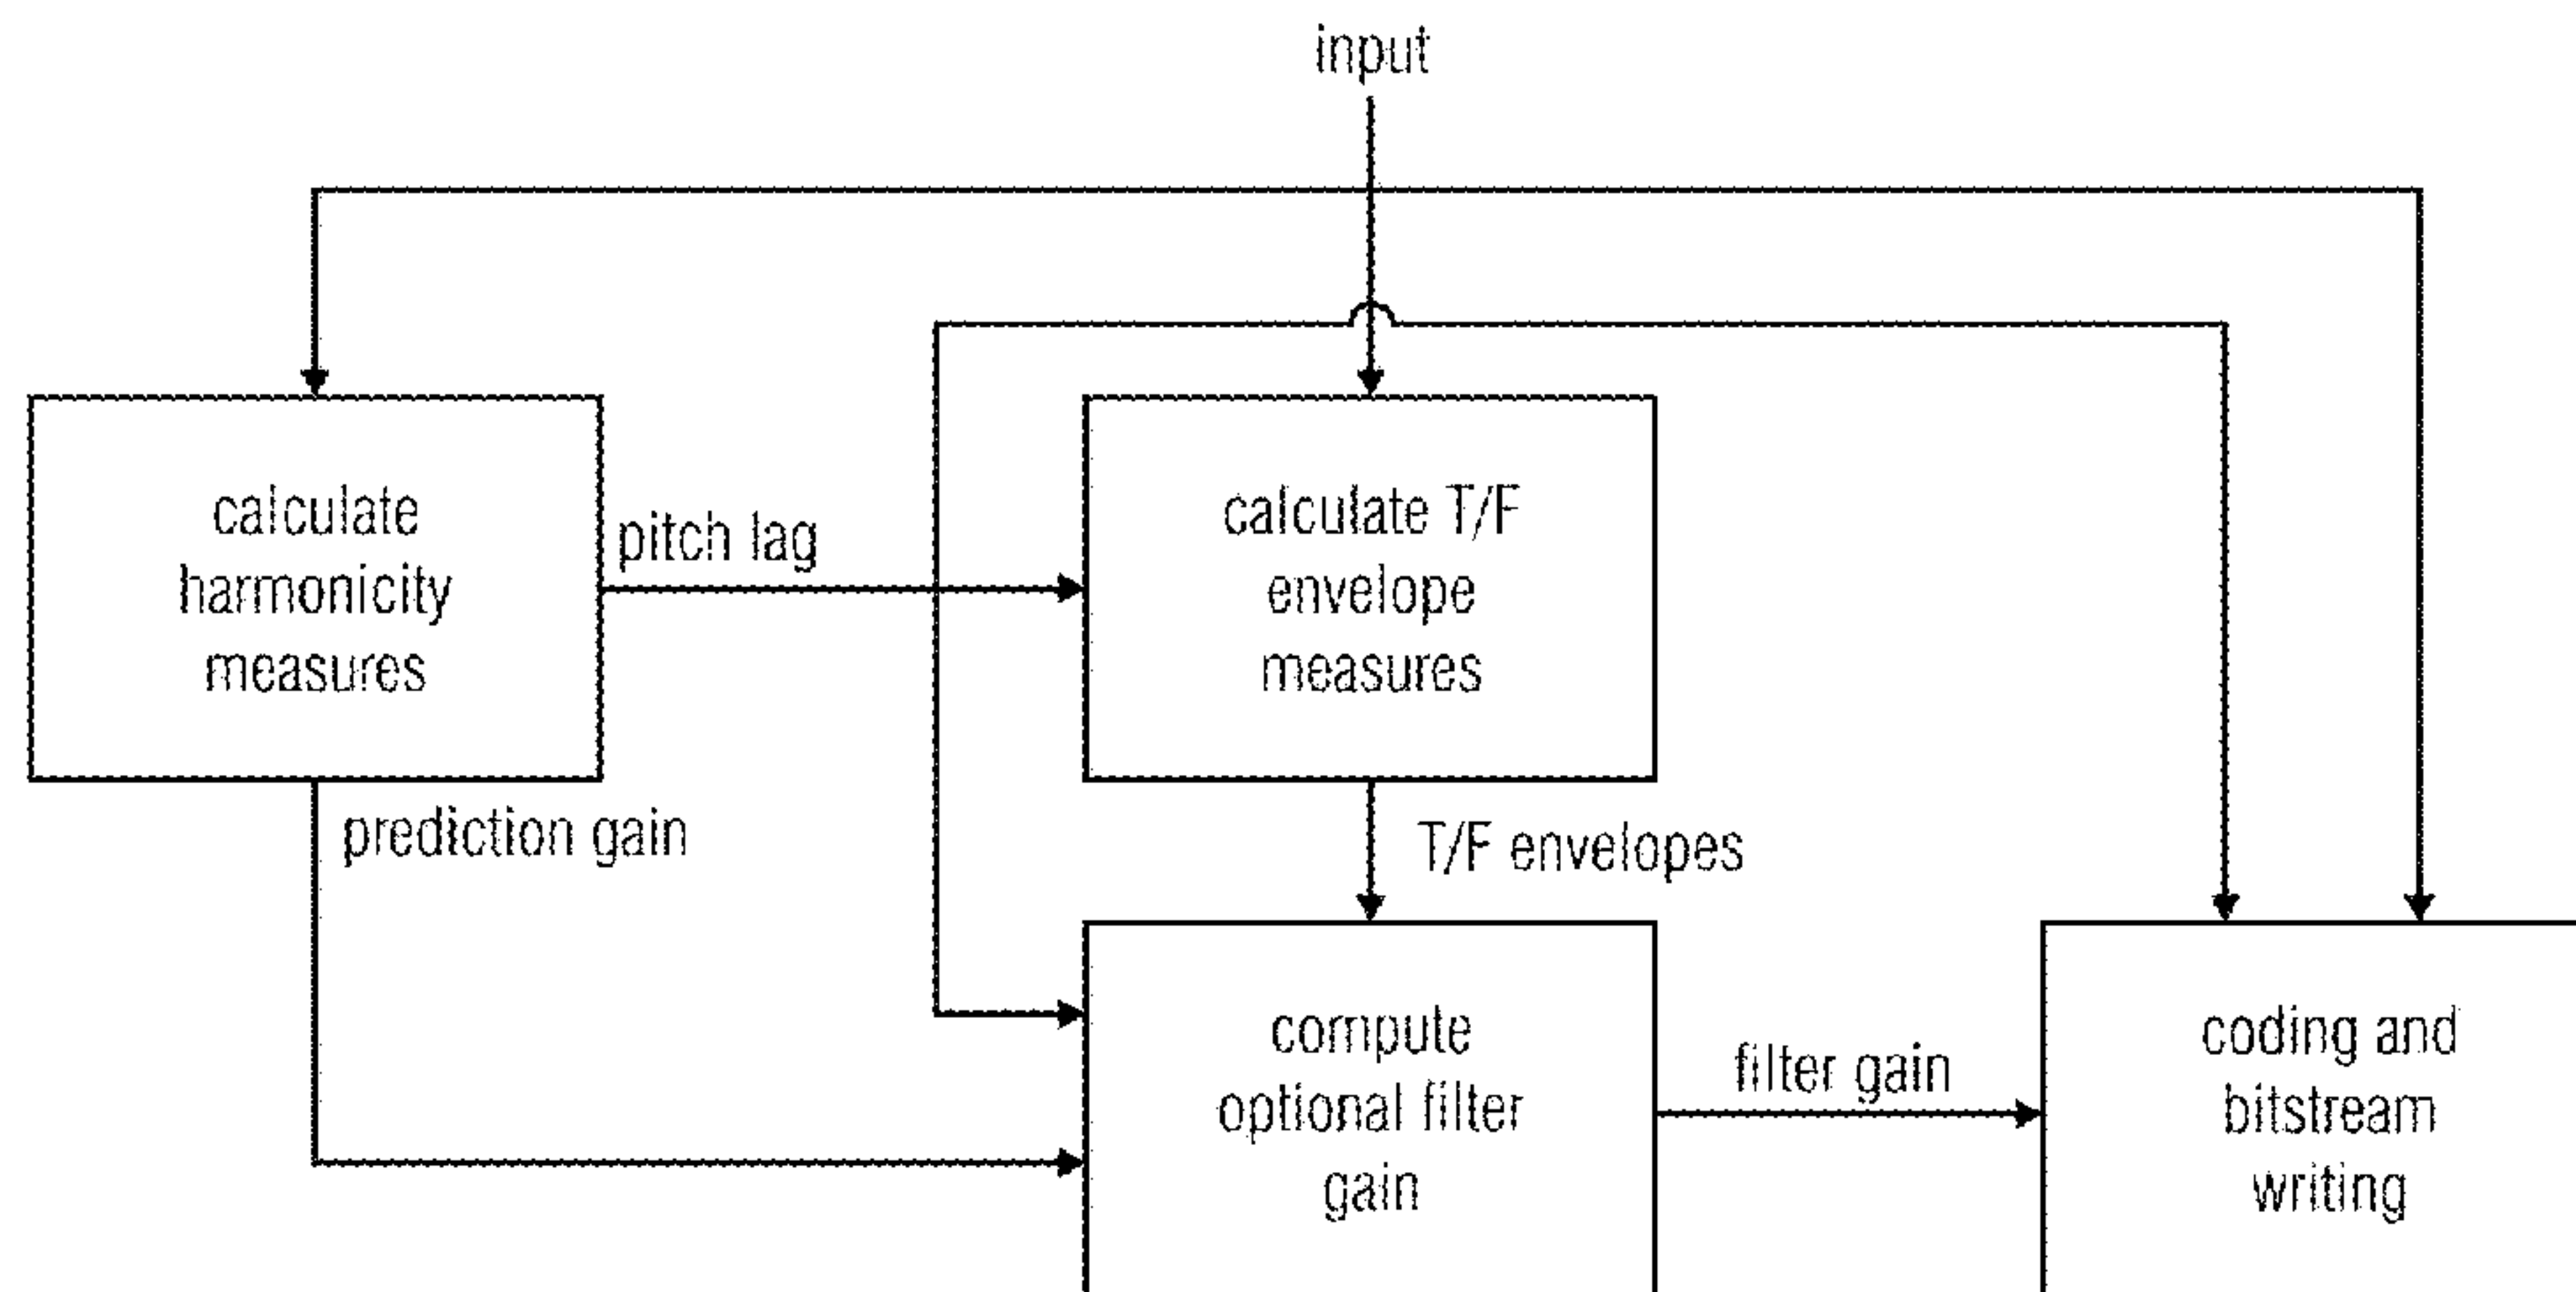 input
calculate
harmonicity
measures
pitch lag
calculate T/F
envelope
measures
prediction gain
T/F envelopes
compute
optional filter
gain
filter gain
coding and
bitstream
writing